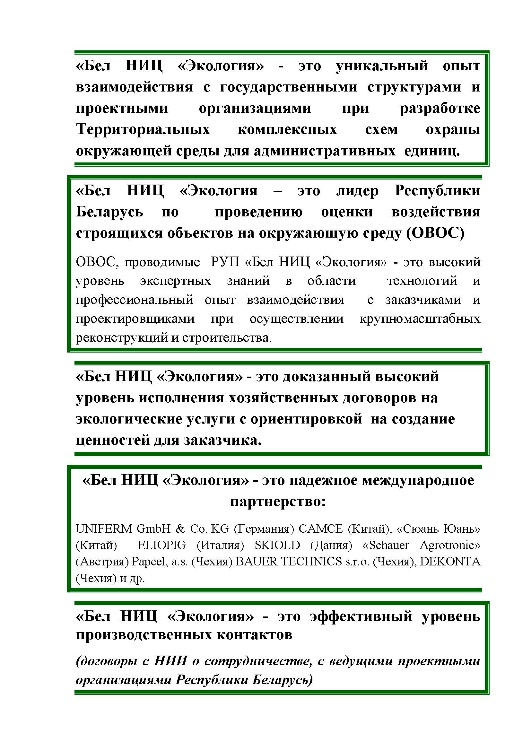 «Бел НИЦ «Экология» - это уникальный опыт
взаимодействия с государственными структурами и
проектными организациями при разработке
Территориальных комплексных схем охраны
окружающей среды для административных единиц.
«Бел НИЦ «Экология – это лидер Республики
Беларусь по проведению оценки воздействия
строящихся объектов на окружающую среду (ОВОС)
ОВОС, проводимые РУП «Бел НИЦ «Экология» - это высокий
уровень экспертных знаний в области технологий и
профессиональный опыт взаимодействия с заказчиками и
проектировщиками при осуществлении крупномасштабных
реконструкций и строительства.
«Бел НИЦ «Экология» - это доказанный высокий
уровень исполнения хозяйственных договоров на
экологические услуги с ориентировкой на создание
ценностей для заказчика.
«Бел НИЦ «Экология» - это надежное международное
партнерство:
UNIFERM GmbH & Co. KG (Германия) САМСЕ (Китай), «Сюань Юань»
(Китай) ELIOPIG (Италия) SKIOLD (Дания) «Schauer Agrotronic»
(Австрия) Papcel, a.s. (Чехия) BAUER TECHNICS s.r.o. (Чехия), DEKONTA
(Чехия) и др.
«Бел НИЦ «Экология» - это эффективный уровень
производственных контактов
(договоры с НИИ о сотрудничестве, с ведущими проектными
организациями Республики Беларусь)